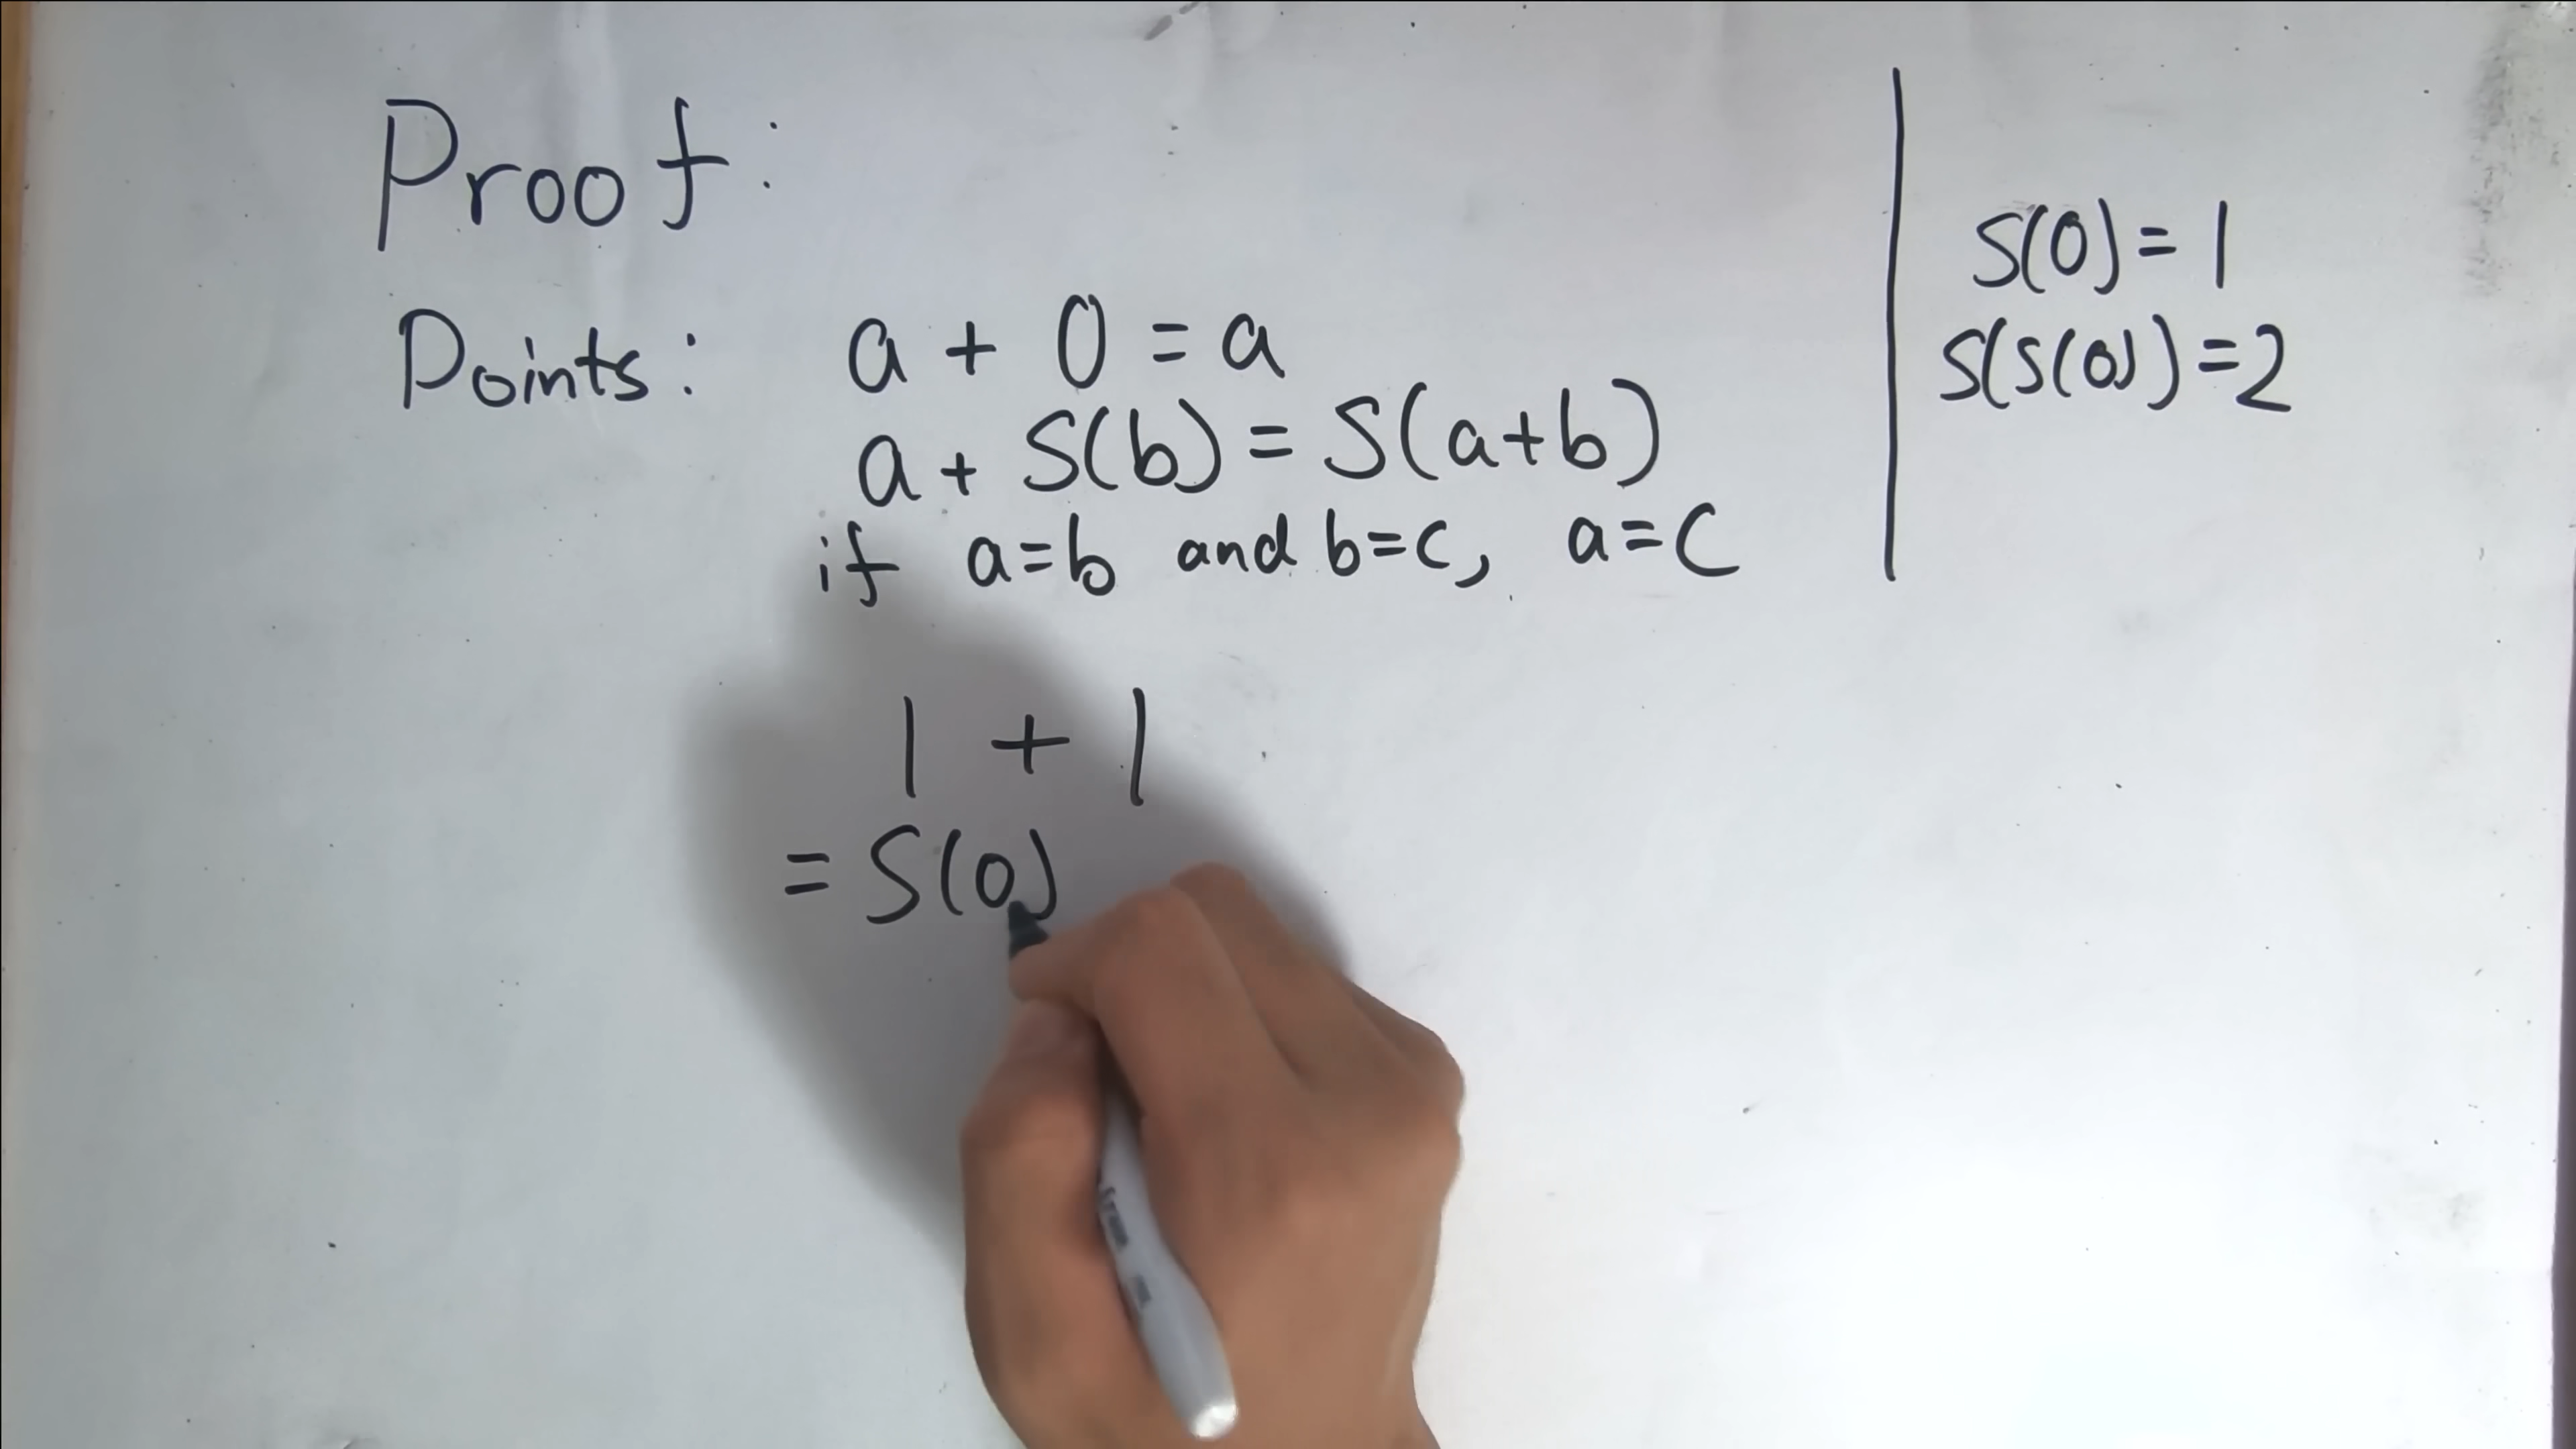 Proof:
Points: a + 0 = a
a + S(b) = S(a+b)
if a=b and b=c, a=c
S(0) = 1
S(S(0)) = 2
1 + 1
= S(0)